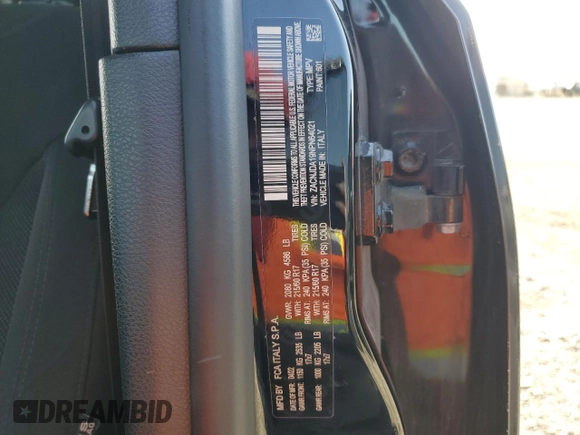 MFD BY FCA ITALY S.P.A.
DATE OF MFR: 04/22 GVWR: 2080 KG 4586 LB
GAWR FRONT: 1150 KG 2535 LB WITH: 215/60 R17 TIRES
17x7 RIMS AT: 240 KPA (35 PSI) COLD
GAWR REAR: 1000 KG 2205 LB WITH: 215/60 R17 TIRES
17x7 RIMS AT: 240 KPA (35 PSI) COLD
THIS VEHICLE CONFORMS TO ALL APPLICABLE U.S. FEDERAL MOTOR VEHICLE SAFETY AND
THEFT PREVENTION STANDARDS IN EFFECT ON THE DATE OF MANUFACTURE SHOWN ABOVE.
VIN: ZACNJDA19NPN64021 TYPE: MPV
VEHICLE MADE IN: ITALY PAINT: 601
DREAMBID